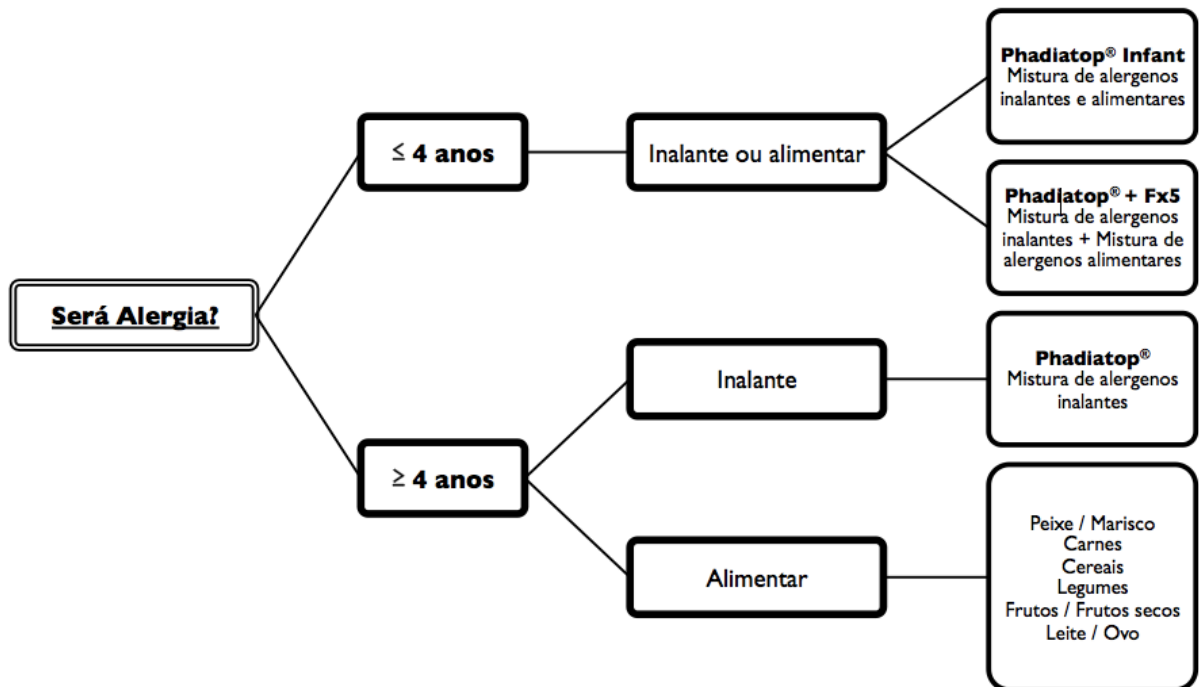 Será Alergia?
≤ 4 anos
Inalante ou alimentar
Phadiatop® Infant
Mistura de alergenos
inalantes e alimentares
Phadiatop® + Fx5
Mistura de alergenos
inalantes + Mistura de
alergenos alimentares
≥ 4 anos
Inalante
Phadiatop®
Mistura de alergenos
inalantes
Alimentar
Peixe / Marisco
Carnes
Cereais
Legumes
Frutos / Frutos secos
Leite / Ovo